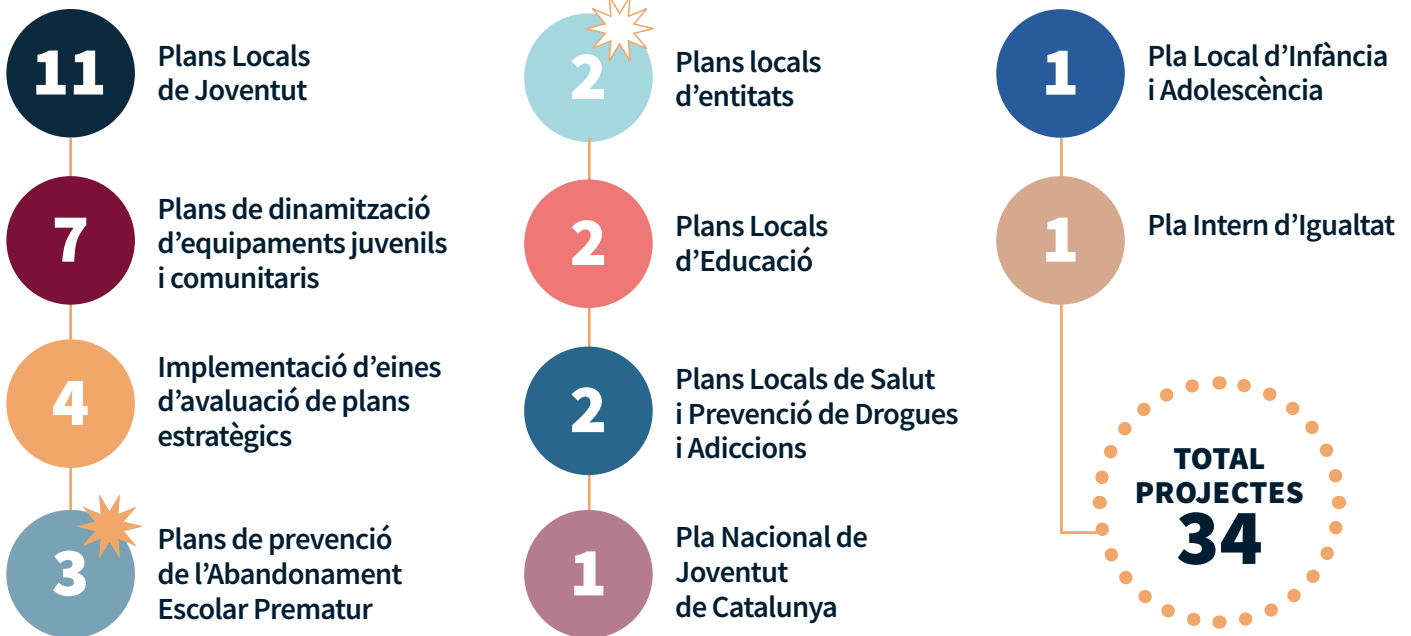 11
Plans Locals
de Joventut
7
Plans de dinamització
d’equipaments juvenils
i comunitaris
4
Implementació d’eines
d’avaluació de plans
estratègics
3
Plans de prevenció
de l’Abandonament
Escolar Prematur
2
Plans locals
d’entitats
2
Plans Locals
d’Educació
2
Plans Locals de Salut
i Prevenció de Drogues
i Adiccions
1
Pla Nacional de
Joventut
de Catalunya
1
Pla Local d’Infància
i Adolescència
1
Pla Intern d’Igualtat
TOTAL
PROJECTES
34